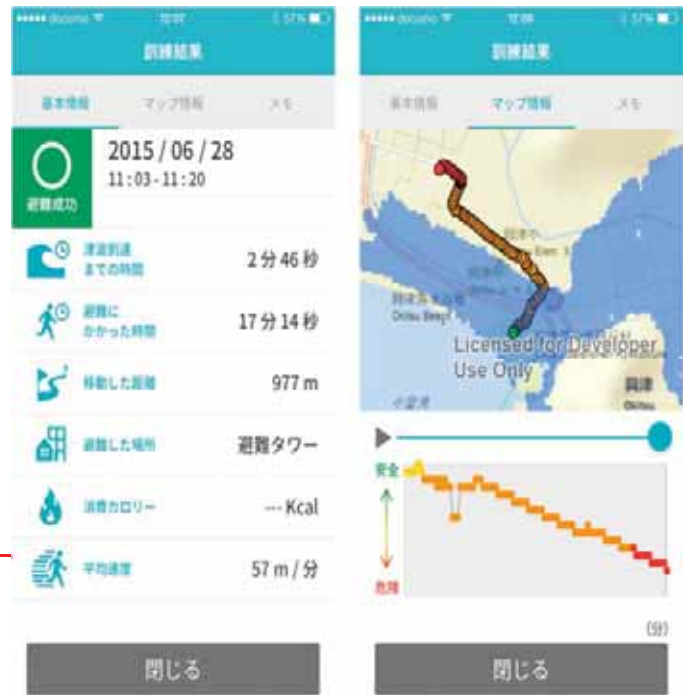 docomo
57%
訓練結果
基本情報 マップ情報 メモ
避難成功
2015 / 06 / 28
11:03 - 11:20
津波到達
までの時間
2 分 46 秒
避難に
かかった時間
17 分 14 秒
移動した距離
977 m
避難した場所
避難タワー
消費カロリー
--- Kcal
平均速度
57 m / 分
閉じる
docomo
57%
訓練結果
基本情報 マップ情報 メモ
Licensed for Developer
Use Only
興津
安全
危険
(分)
閉じる